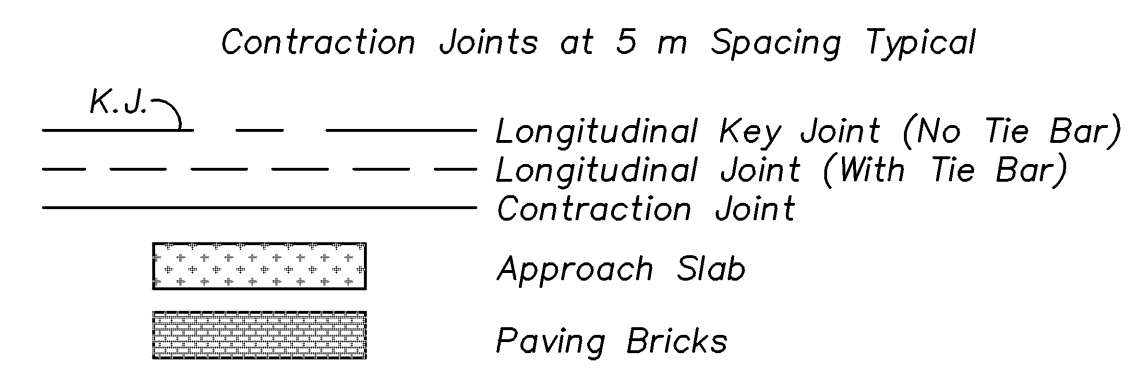 Contraction Joints at 5 m Spacing Typical
K.J.
Longitudinal Key Joint (No Tie Bar)
Longitudinal Joint (With Tie Bar)
Contraction Joint
Approach Slab
Paving Bricks